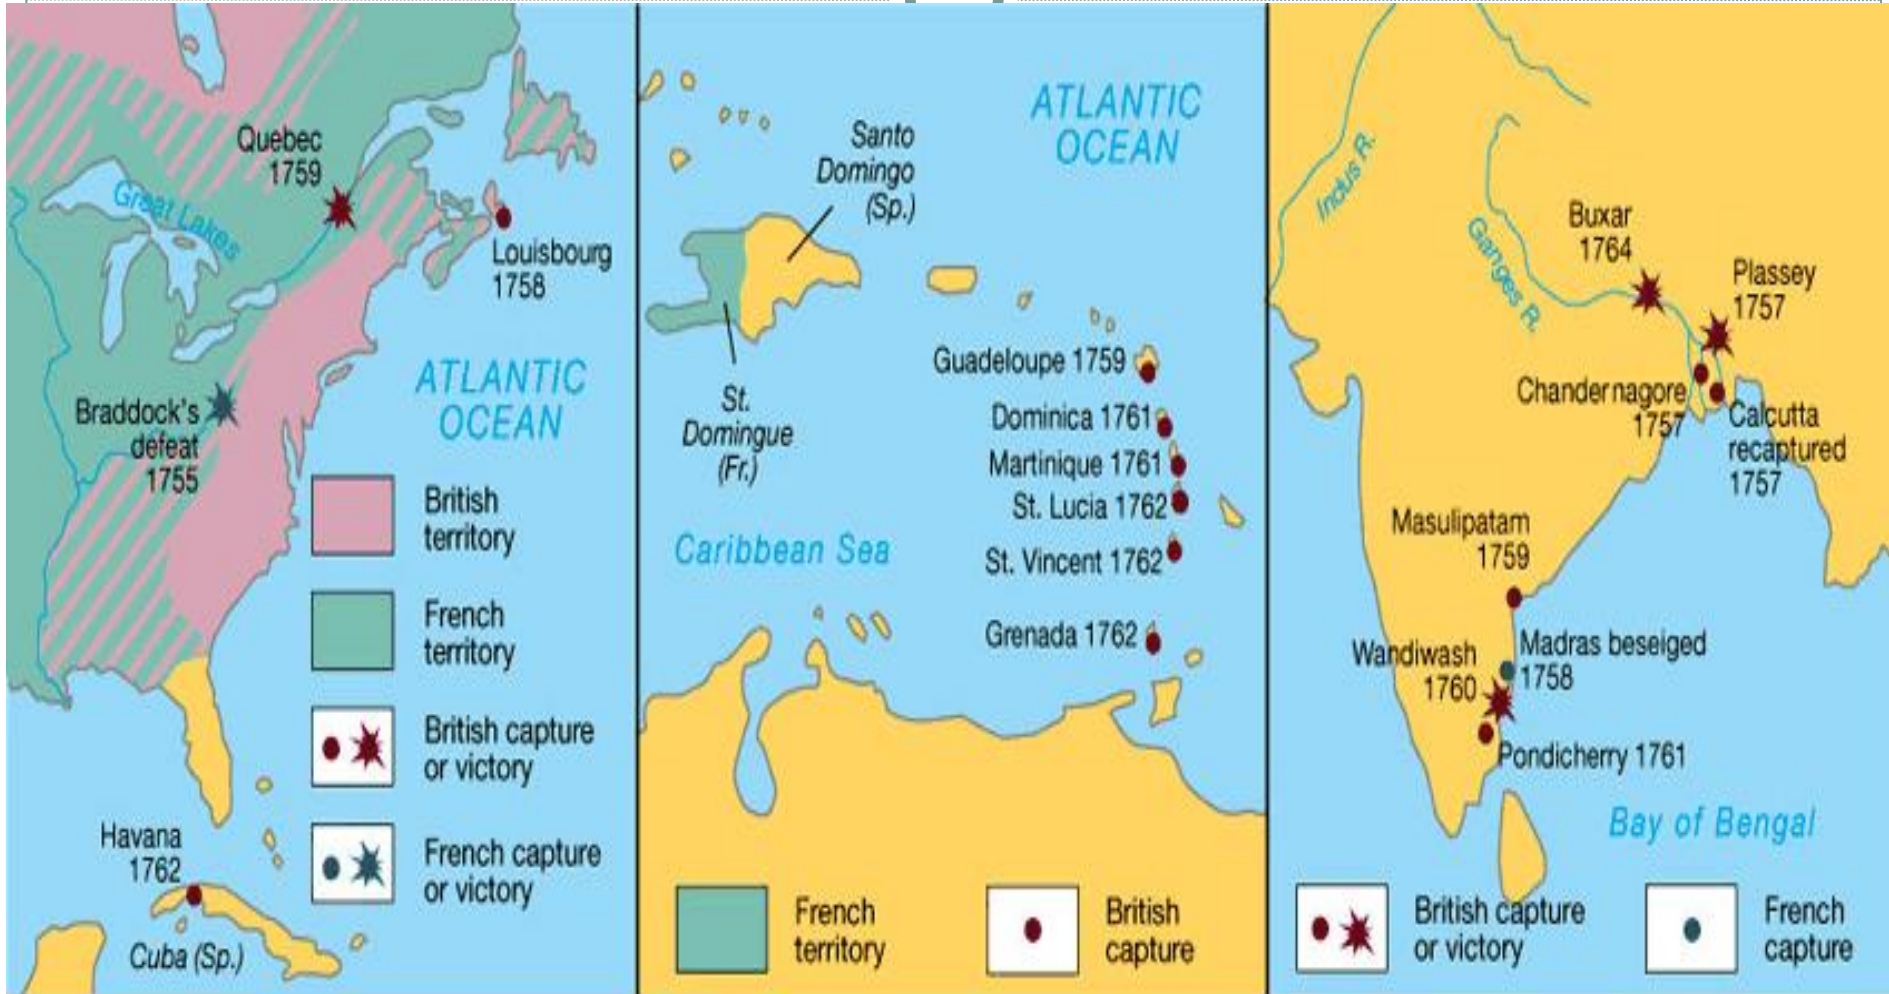 Quebec
1759
Great Lakes
Louisbourg
1758
ATLANTIC
OCEAN
Braddock's
defeat
1755
British
territory
French
territory
British capture
or victory
French capture
or victory
Havana
1762
Cuba (Sp.)
ATLANTIC
OCEAN
Santo
Domingo
(Sp.)
St.
Domingue
(Fr.)
Guadeloupe 1759
Dominica 1761
Martinique 1761
St. Lucia 1762
St. Vincent 1762
Grenada 1762
Caribbean Sea
French
territory
British
capture
Indus R.
Ganges R.
Buxar
1764
Plassey
1757
Chandernagore
1757
Calcutta
recaptured
1757
Masulipatam
1759
Wandiwash
1760
Madras beseiged
1758
Pondicherry 1761
Bay of Bengal
British capture
or victory
French
capture